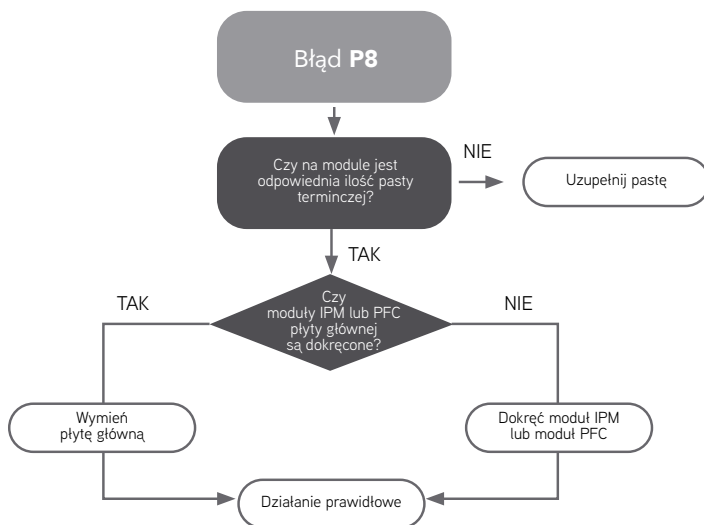 Błąd P8
Czy na module jest
odpowiednia ilość pasty
terminczej?
NIE
Uzupełnij pastę
TAK
Czy
moduły IPM lub PFC
płyty głównej
są dokręcone?
TAK
NIE
Wymień
płytę główną
Dokręć moduł IPM
lub moduł PFC
Działanie prawidłowe